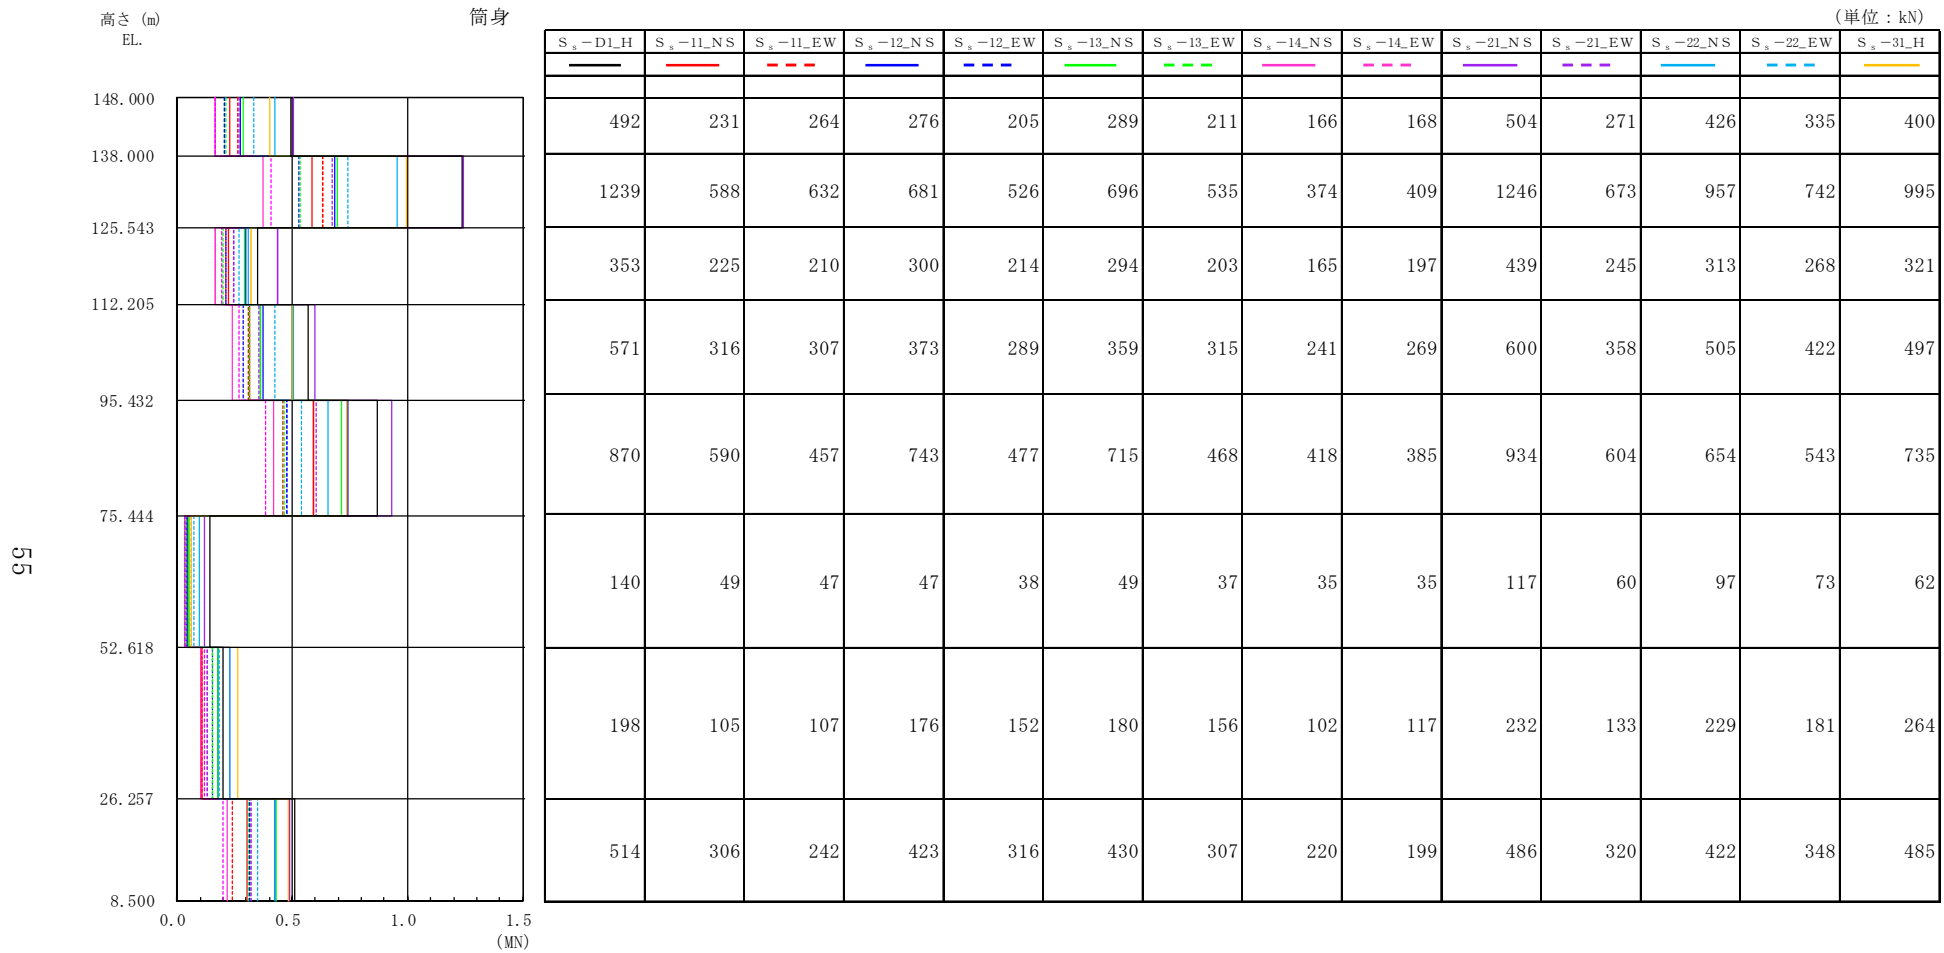 高さ (m) 筒身 (単位：kN)
EL.
Ss－D1_H Ss－11_NS Ss－11_EW Ss－12_NS Ss－12_EW Ss－13_NS Ss－13_EW Ss－14_NS Ss－14_EW Ss－21_NS Ss－21_EW Ss－22_NS Ss－22_EW Ss－31_H
148.000
492 231 264 276 205 289 211 166 168 504 271 426 335 400
138.000
1239 588 632 681 526 696 535 374 409 1246 673 957 742 995
125.543
353 225 210 300 214 294 203 165 197 439 245 313 268 321
112.205
571 316 307 373 289 359 315 241 269 600 358 505 422 497
95.432
870 590 457 743 477 715 468 418 385 934 604 654 543 735
75.444
140 49 47 47 38 49 37 35 35 117 60 97 73 62
52.618
198 105 107 176 152 180 156 102 117 232 133 229 181 264
26.257
514 306 242 423 316 430 307 220 199 486 320 422 348 485
8.500
0.0 0.5 1.0 1.5
(MN)
55